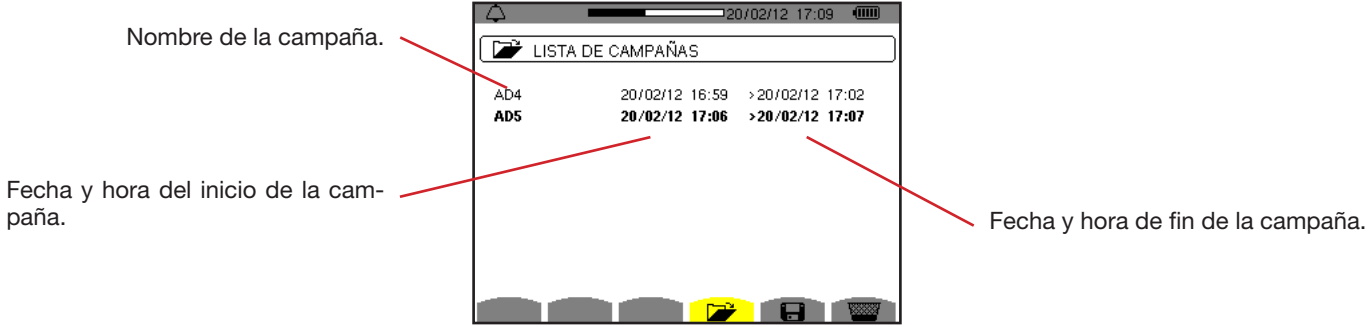 20/02/12 17:09
Nombre de la campaña.
LISTA DE CAMPAÑAS
AD4 20/02/12 16:59 >20/02/12 17:02
AD5 20/02/12 17:06 >20/02/12 17:07
Fecha y hora del inicio de la cam-
paña.
Fecha y hora de fin de la campaña.